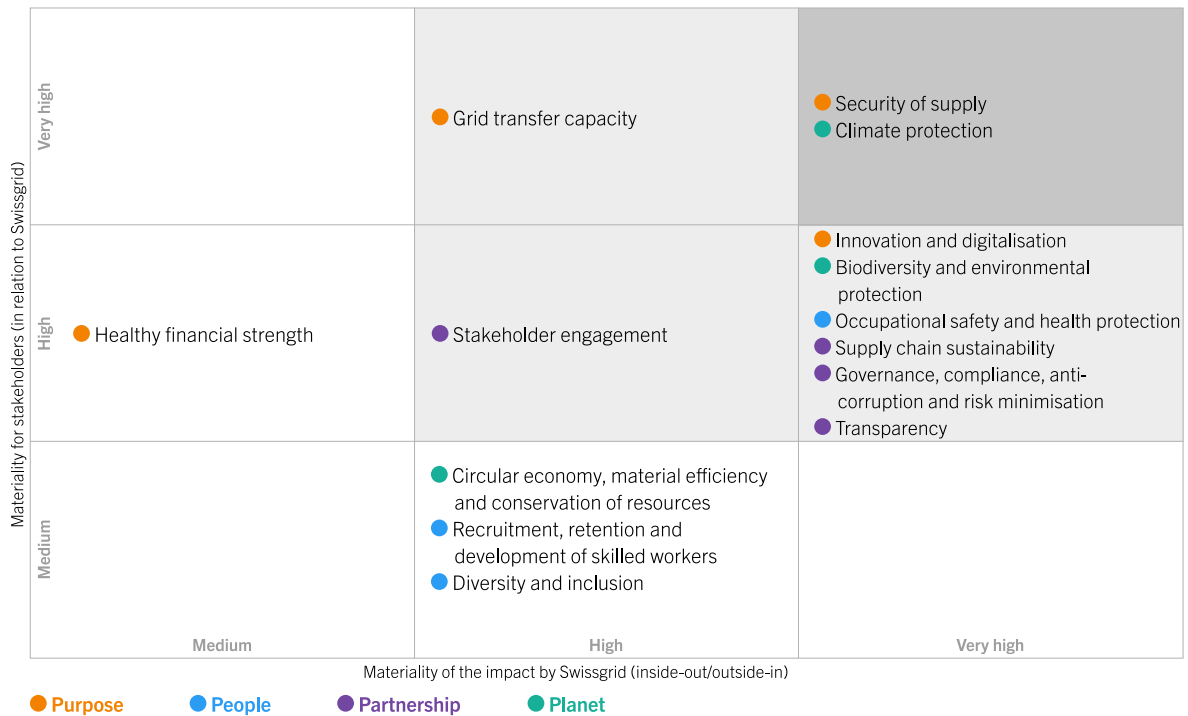 Materiality for stakeholders (in relation to Swissgrid)
Very high
Grid transfer capacity
Security of supply
Climate protection
High
Healthy financial strength
Stakeholder engagement
Innovation and digitalisation
Biodiversity and environmental
protection
Occupational safety and health protection
Supply chain sustainability
Governance, compliance, anti-
corruption and risk minimisation
Transparency
Medium
Circular economy, material efficiency
and conservation of resources
Recruitment, retention and
development of skilled workers
Diversity and inclusion
Medium
High
Very high
Materiality of the impact by Swissgrid (inside-out/outside-in)
Purpose
People
Partnership
Planet